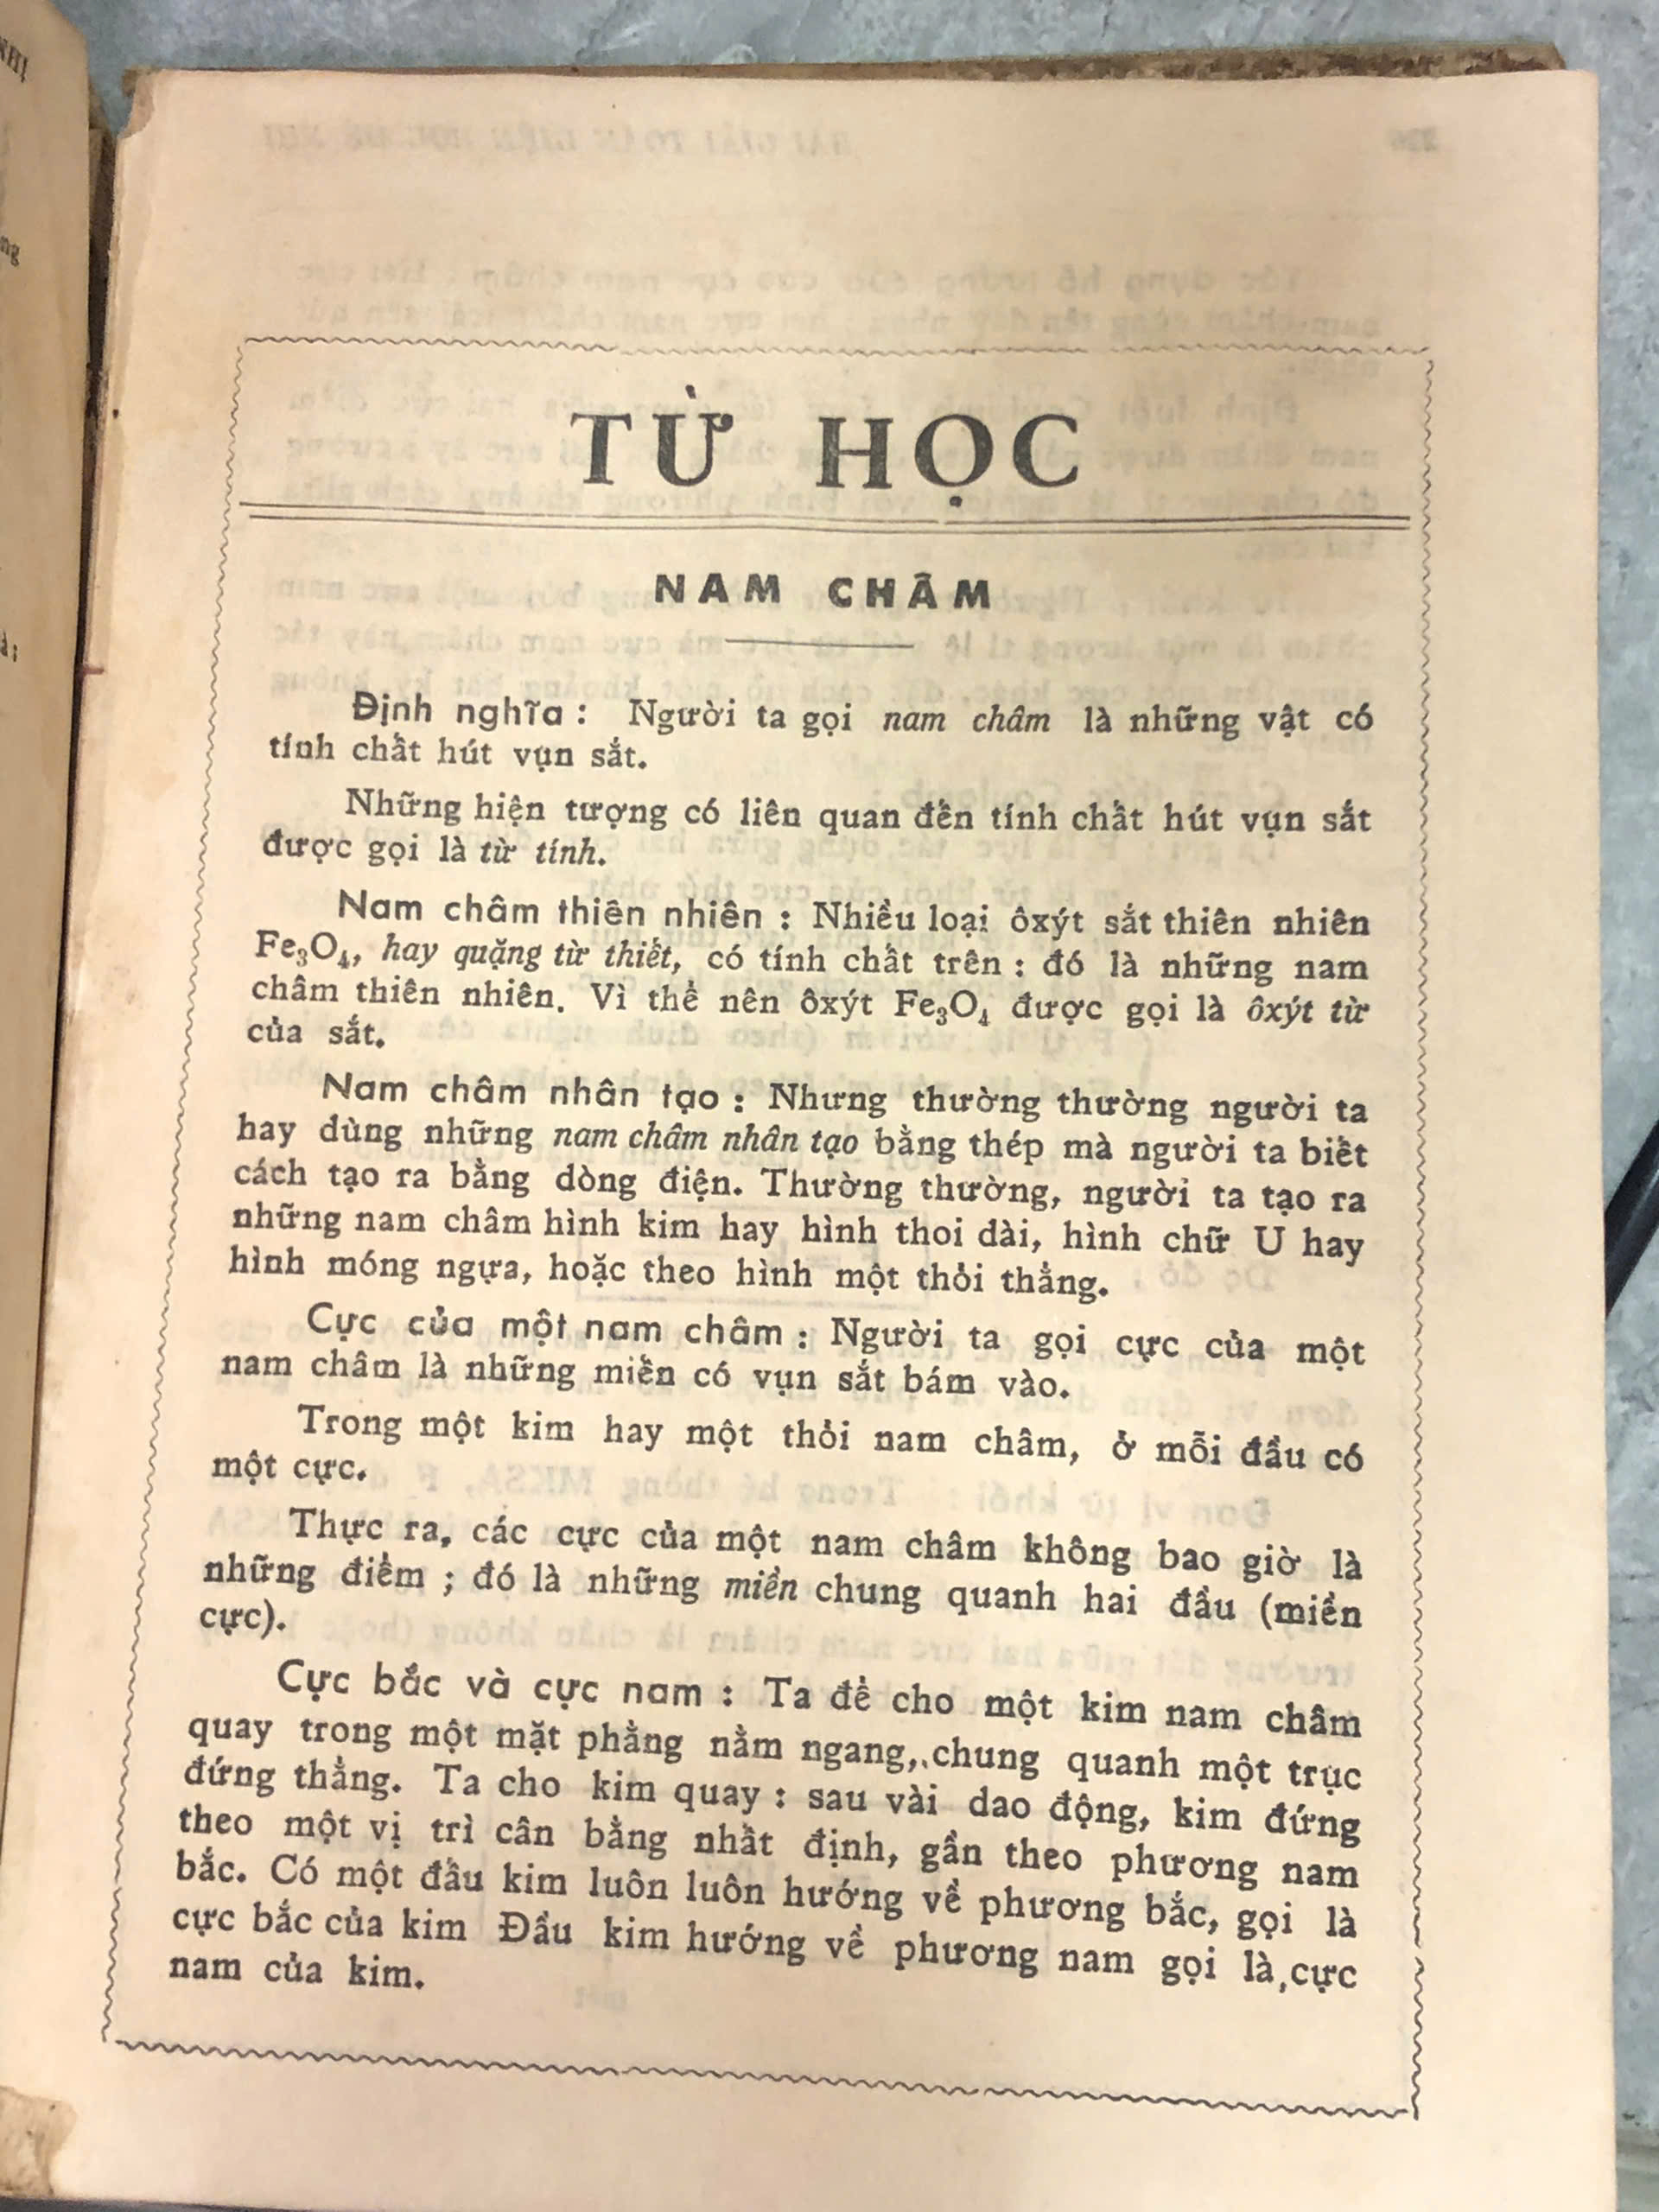 NHỊ
ng
à :
TỪ HỌC
NAM CHÂM
Định nghĩa : Người ta gọi nam châm là những vật có
tính chất hút vụn sắt.
Những hiện tượng có liên quan đến tính chất hút vụn sắt
được gọi là từ tính.
Nam châm thiên nhiên : Nhiều loại ôxýt sắt thiên nhiên
Fe₃O₄, hay quặng từ thiết, có tính chất trên : đó là những nam
châm thiên nhiên. Vì thế nên ôxýt Fe₃O₄ được gọi là ôxýt từ
của sắt.
Nam châm nhân tạo : Nhưng thường thường người ta
hay dùng những nam châm nhân tạo bằng thép mà người ta biết
cách tạo ra bằng dòng điện. Thường thường, người ta tạo ra
những nam châm hình kim hay hình thoi dài, hình chữ U hay
hình móng ngựa, hoặc theo hình một thỏi thẳng.
Cực của một nam châm : Người ta gọi cực của một
nam châm là những miền có vụn sắt bám vào.
Trong một kim hay một thỏi nam châm, ở mỗi đầu có
một cực.
Thực ra, các cực của một nam châm không bao giờ là
những điểm ; đó là những miền chung quanh hai đầu (miền
cực).
Cực bắc và cực nam : Ta để cho một kim nam châm
quay trong một mặt phẳng nằm ngang, chung quanh một trục
đứng thẳng. Ta cho kim quay : sau vài dao động, kim đứng
theo một vị trì cân bằng nhất định, gần theo phương nam
bắc. Có một đầu kim luôn luôn hướng về phương bắc, gọi là
cực bắc của kim Đầu kim hướng về phương nam gọi là cực
nam của kim.